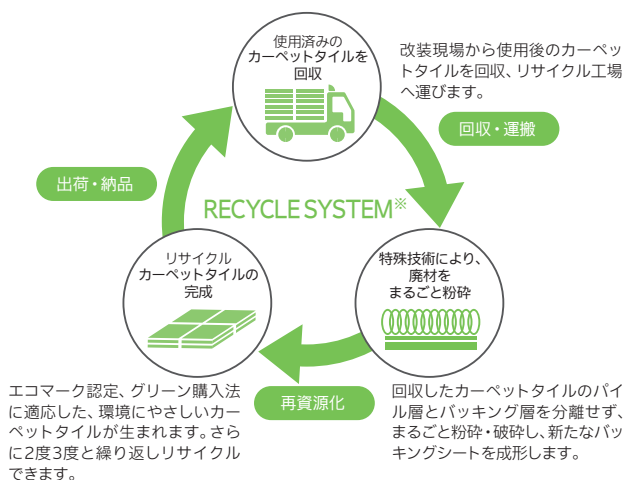 使用済みの
カーペットタイルを
回収
改装現場から使用後のカーペッ
トタイルを回収、リサイクル工場
へ運びます。
回収・運搬
出荷・納品
RECYCLE SYSTEM※
リサイクル
カーペットタイルの
完成
特殊技術により、
廃材を
まるごと粉砕
エコマーク認定、グリーン購入法
に適応した、環境にやさしいカー
ペットタイルが生まれます。さら
に2度3度と繰り返しリサイクル
できます。
再資源化
回収したカーペットタイルのパイ
ル層とバッキング層を分離せず、
まるごと粉砕・破砕し、新たなバッ
キングシートを成形します。